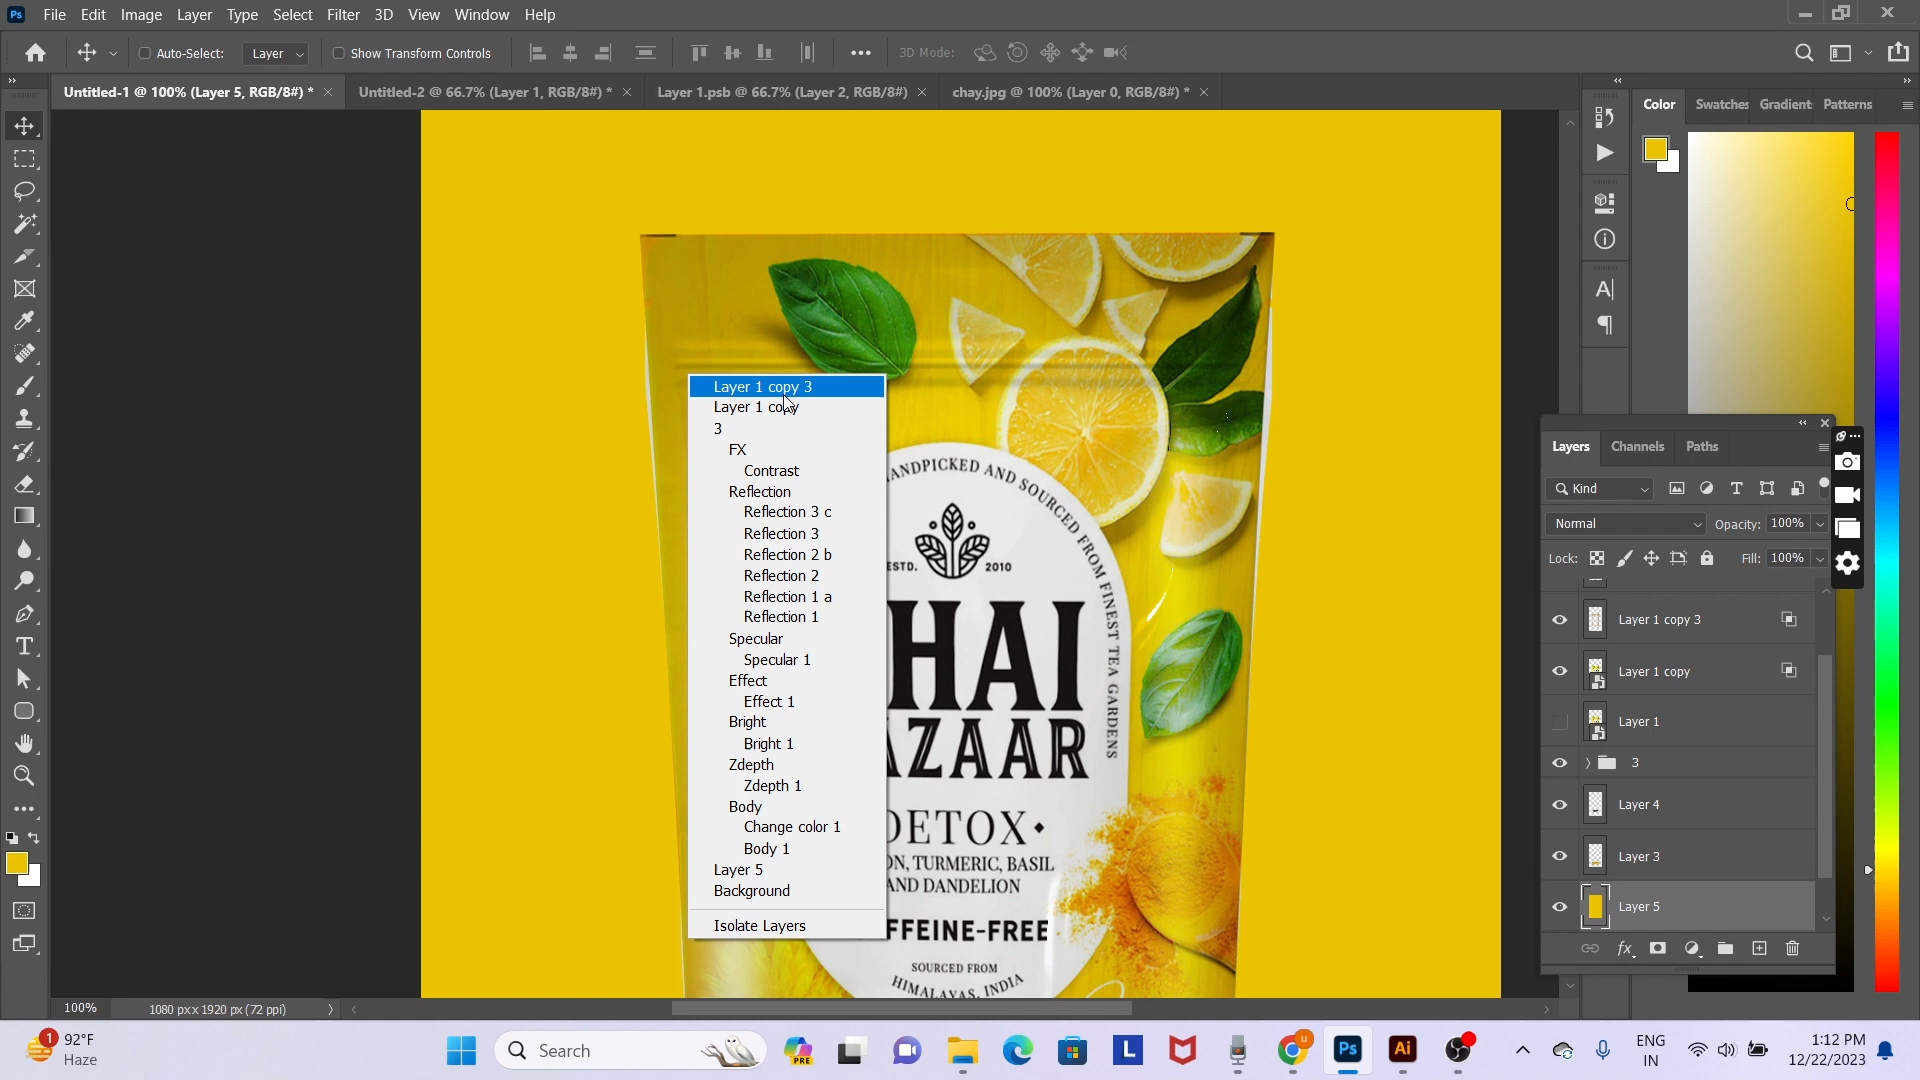 File Edit Image Layer Type Select Filter 3D View Window Help
Auto-Select: Layer Show Transform Controls 3D Mode:
Untitled-1 @ 100% (Layer 5, RGB/8#) * Untitled-2 @ 66.7% (Layer 1, RGB/8#) * Layer 1.psb @ 66.7% (Layer 2, RGB/8#) chay.jpg @ 100% (Layer 0, RGB/8#) *
Color Swatches Gradient Patterns
Layer 1 copy 3
Layer 1 copy
3
FX
Contrast
Reflection
Reflection 3 c
Reflection 3
Reflection 2 b
Reflection 2
Reflection 1 a
Reflection 1
Specular
Specular 1
Effect
Effect 1
Bright
Bright 1
Zdepth
Zdepth 1
Body
Change color 1
Body 1
Layer 5
Background
Isolate Layers
ANDPICKED AND SOURCED FROM FINEST TEA GARDENS
ESTD. 2010
HAI
AZAAR
DETOX
ON, TURMERIC, BASIL
AND DANDELION
FFEINE-FREE
SOURCED FROM
HIMALAYAS, INDIA
Layers Channels Paths
Kind
Normal Opacity: 100%
Lock: Fill: 100%
Layer 1 copy 3
Layer 1 copy
Layer 1
3
Layer 4
Layer 3
Layer 5
fx
100% 1080 px x 1920 px (72 ppi)
1 92°F
Haze
Search
PRE
L
Ps
Ai
u
ENG
IN
1:12 PM
12/22/2023